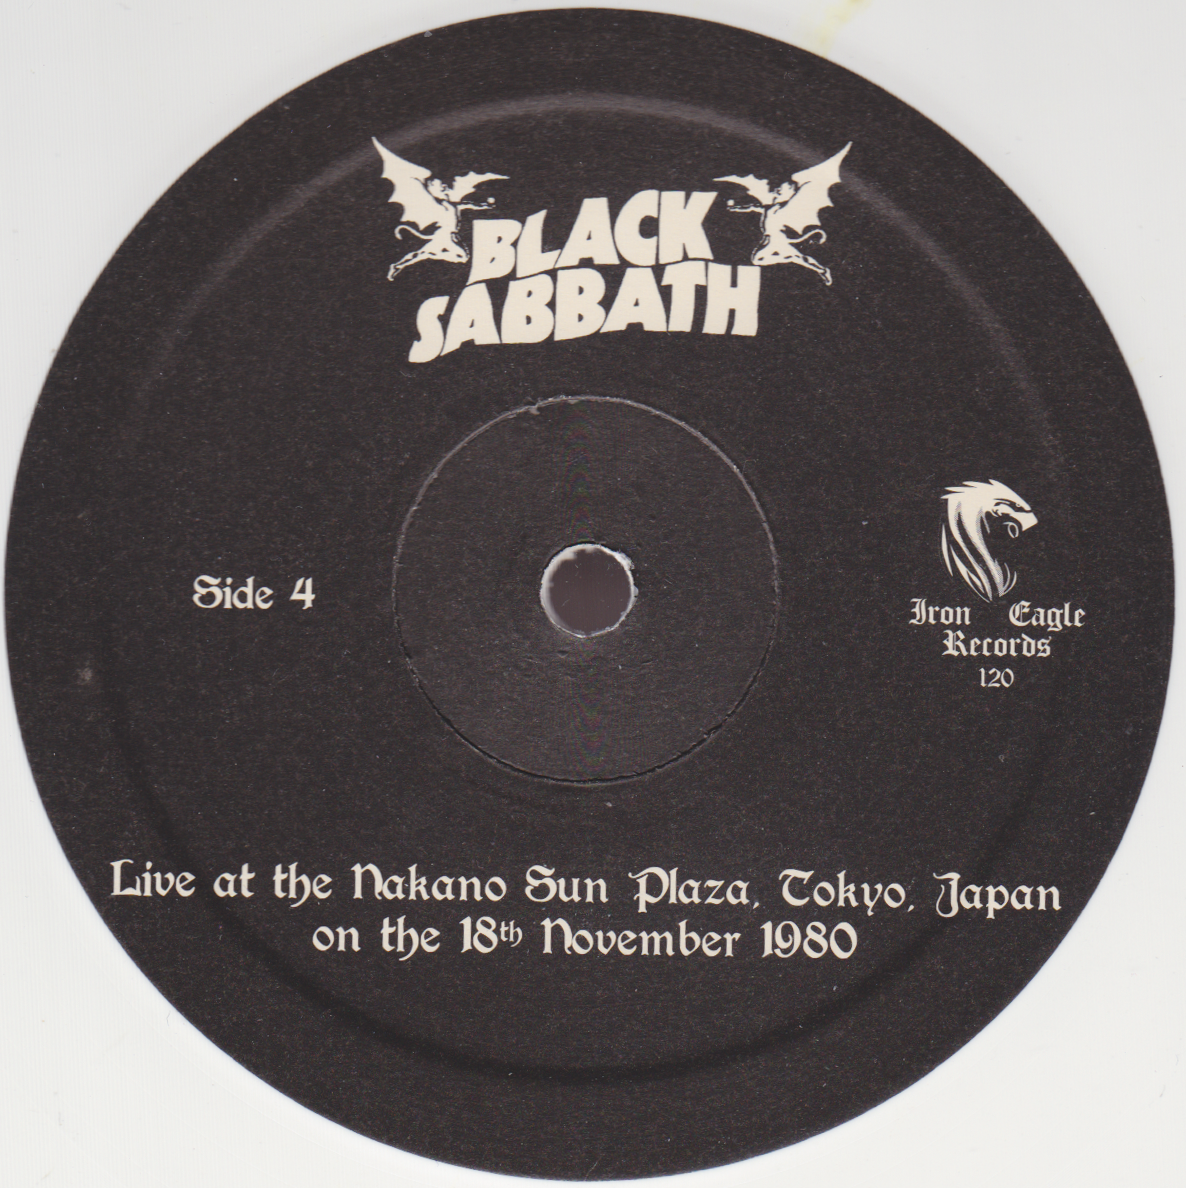 BLACK
SABBATH
Side 4
Iron Eagle
Records
120
Live at the Nakano Sun Plaza, Tokyo, Japan
on the 18th November 1980